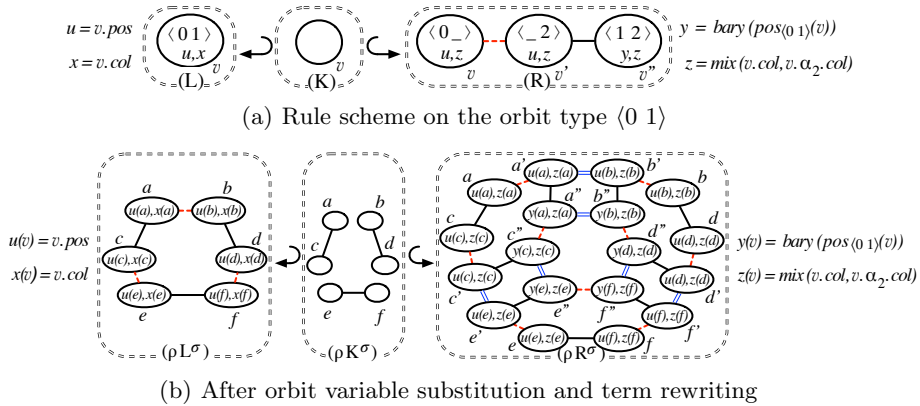 u = v.pos
x = v.col
⟨0 1⟩
u,x
v
(L)
v
(K)
⟨0 _⟩
u,z
v
⟨_ 2⟩
u,z
v'
⟨1 2⟩
y,z
v"
(R)
y = bary (pos⟨0 1⟩(v))
z = mix (v.col, v.α₂.col)
(a) Rule scheme on the orbit type ⟨0 1⟩
u(v) = v.pos
x(v) = v.col
a b
u(a),x(a) u(b),x(b)
c d
u(c),x(c) u(d),x(d)
u(e),x(e) u(f),x(f)
e f
(ρLσ)
a b
c d
e f
(ρKσ)
a' b'
u(a),z(a) u(b),z(b)
a b
u(a),z(a) u(b),z(b)
a" b"
y(a),z(a) y(b),z(b)
c c" d" d
u(c),z(c) y(c),z(c) y(d),z(d) u(d),z(d)
u(c),z(c) u(d),z(d)
c' d'
y(e),z(e) y(f),z(f)
e" f"
u(e),z(e) u(f),z(f)
e' f'
e u(e),z(e) u(f),z(f) f
(ρRσ)
y(v) = bary (pos⟨0 1⟩(v))
z(v) = mix (v.col, v.α₂.col)
(b) After orbit variable substitution and term rewriting